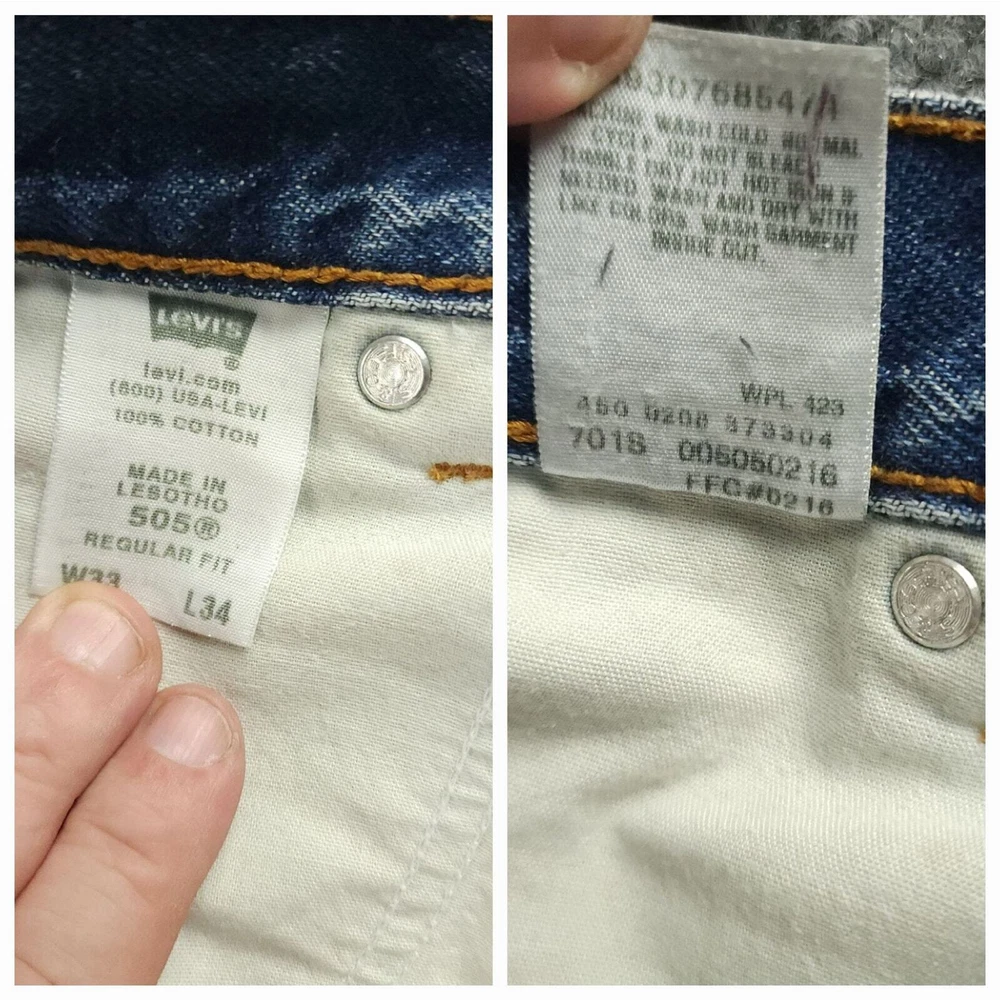 LEVI'S
®
levi.com
(800) USA-LEVI
100% COTTON
MADE IN
LESOTHO
505®
REGULAR FIT
W33
L34
WASH COLD. NORMAL
CYCLE. DO NOT BLEACH.
TUMBLE DRY HOT. HOT IRON IF
NEEDED. WASH AND DRY WITH
LIKE COLORS. WASH GARMENT
INSIDE OUT.
WPL 423
450 0208 373304
7018 005050216
FFC#0216